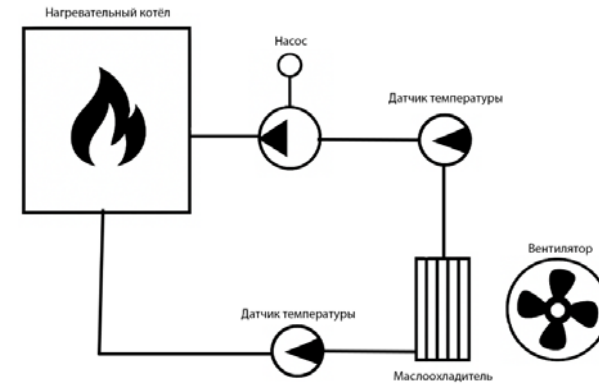 Нагревательный котёл
Насос
Датчик температуры
Вентилятор
Датчик температуры
Маслоохладитель